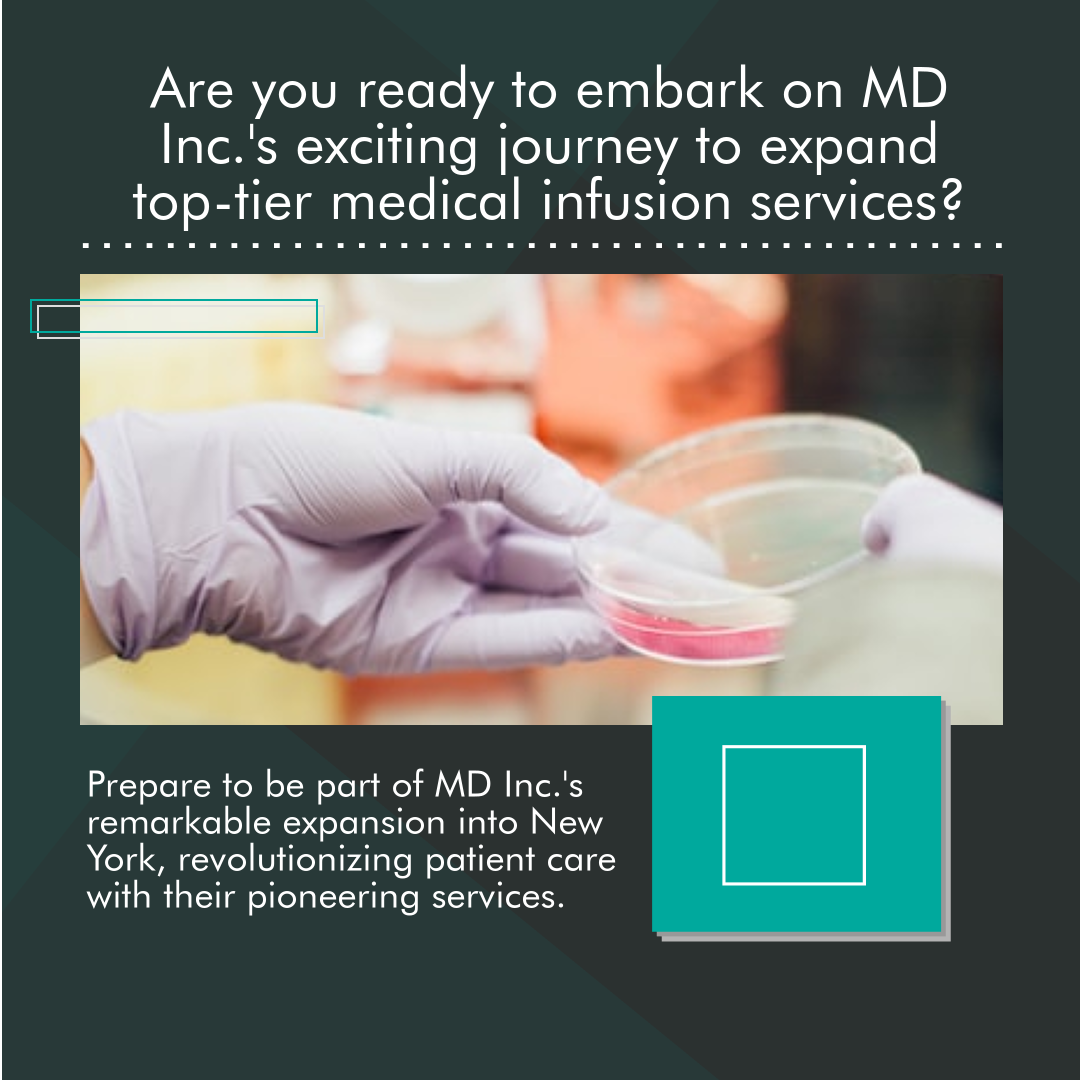 Are you ready to embark on MD
Inc.'s exciting journey to expand
top-tier medical infusion services?
Prepare to be part of MD Inc.'s
remarkable expansion into New
York, revolutionizing patient care
with their pioneering services.